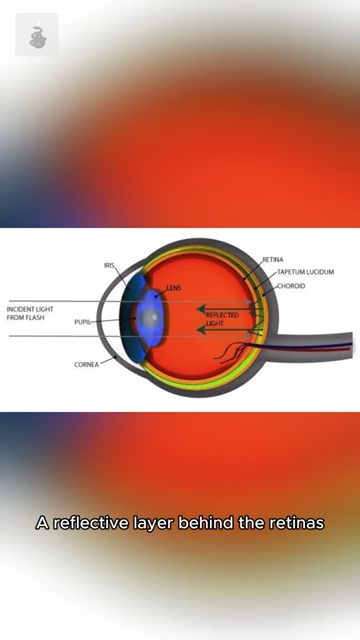 RETINA
IRIS
TAPETUM LUCIDUM
LENS
CHOROID
INCIDENT LIGHT
FROM FLASH
REFLECTED
LIGHT
PUPIL
CORNEA
A reflective layer behind the retinas